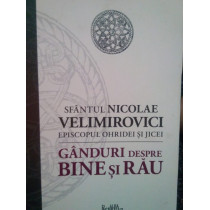 SFÂNTUL NICOLAE
VELIMIROVICI
EPISCOPUL OHRIDEI ȘI JICEI
GÂNDURI DESPRE
BINE ȘI RĂU